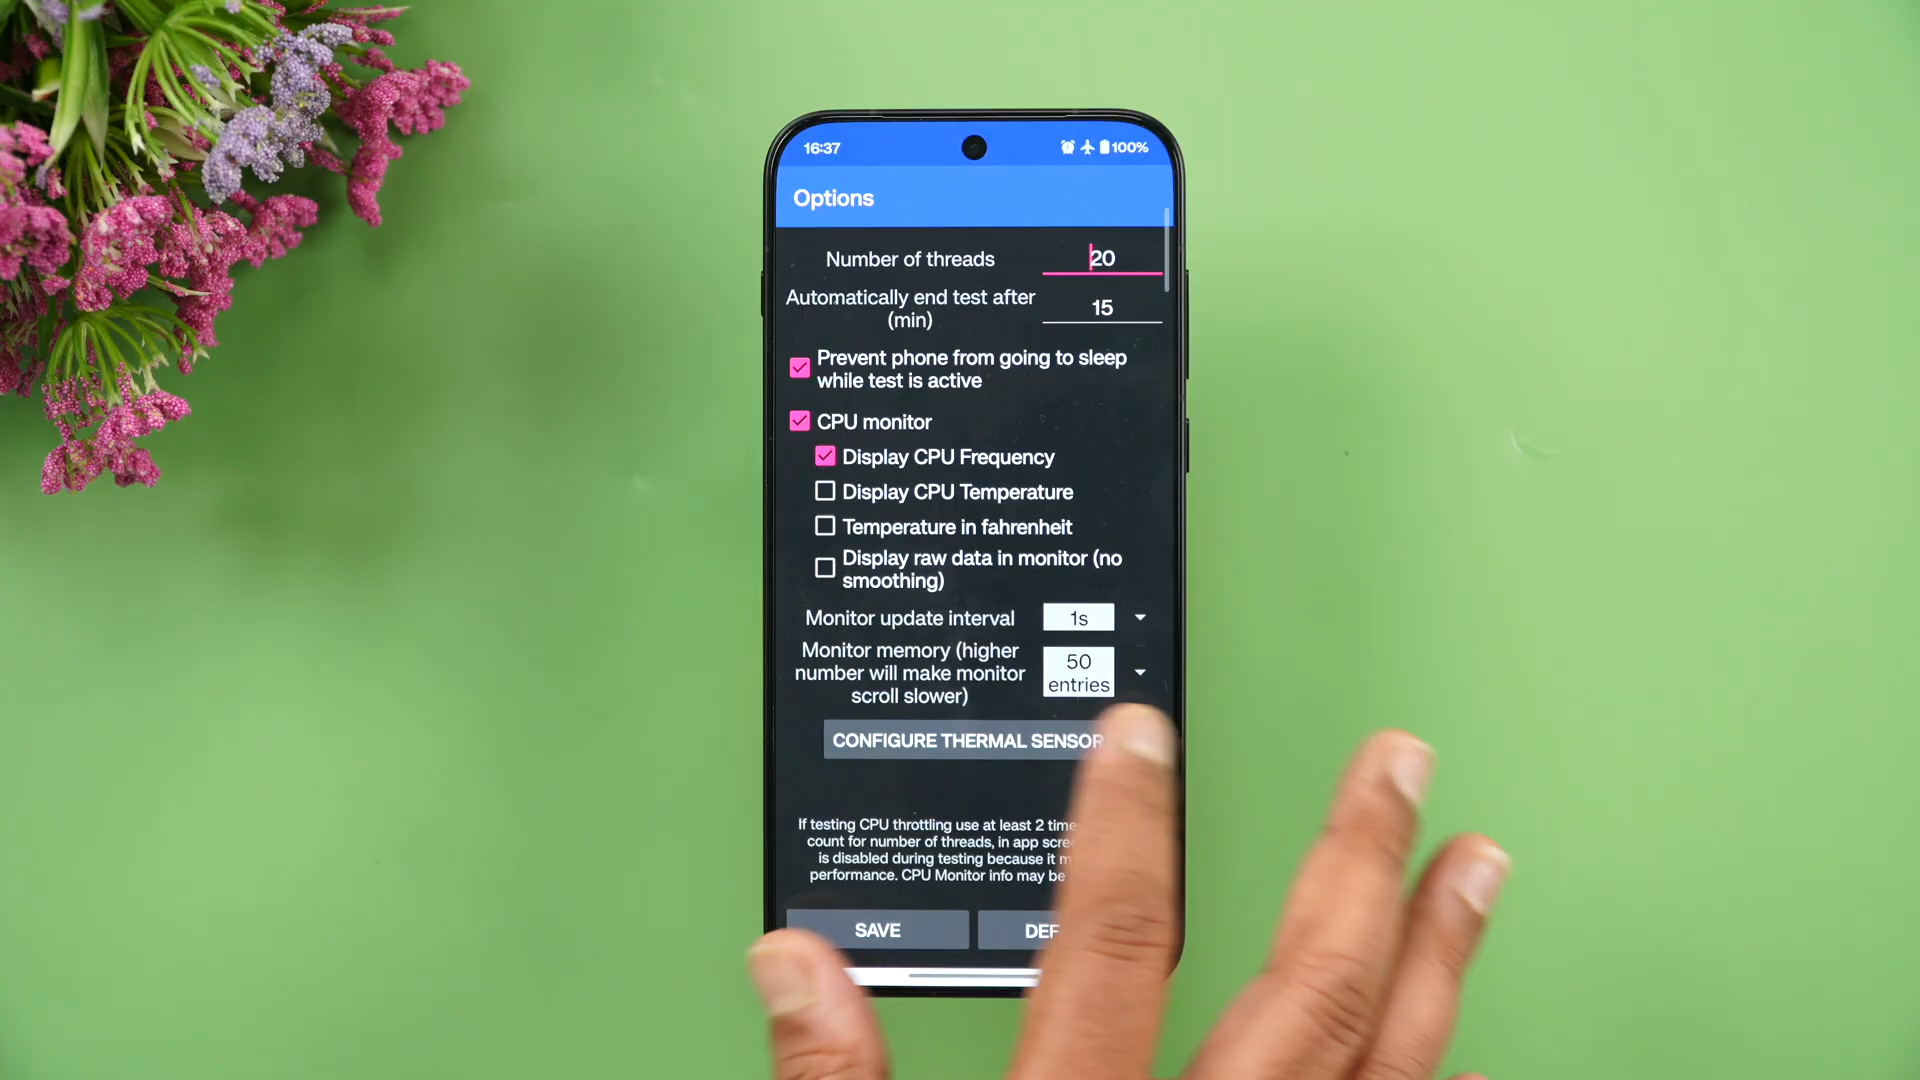 16:37
100%
Options
Number of threads
20
Automatically end test after
(min)
15
Prevent phone from going to sleep
while test is active
CPU monitor
Display CPU Frequency
Display CPU Temperature
Temperature in fahrenheit
Display raw data in monitor (no
smoothing)
Monitor update interval
1s
Monitor memory (higher
number will make monitor
scroll slower)
50
entries
CONFIGURE THERMAL SENSOR
If testing CPU throttling use at least 2
count for number of threads, in app
is disabled during testing because it
performance. CPU Monitor info may be
SAVE